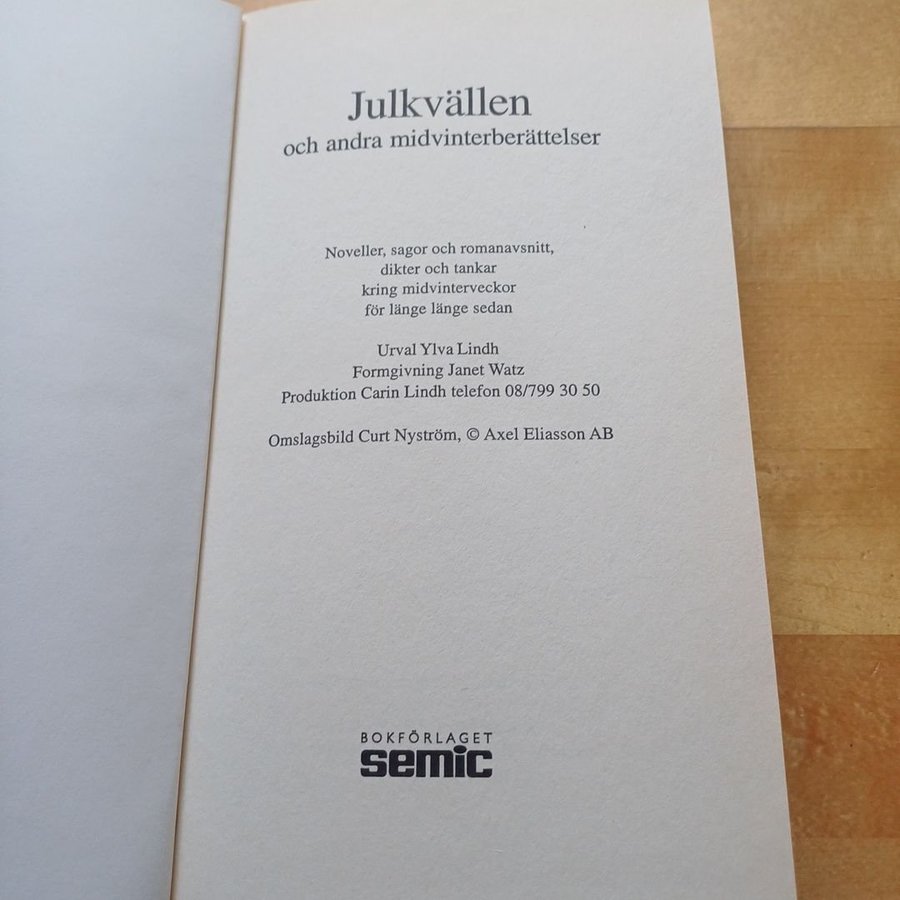 Julkvällen
och andra midvinterberättelser
Noveller, sagor och romanavsnitt,
dikter och tankar
kring midvinterveckor
för länge länge sedan
Urval Ylva Lindh
Formgivning Janet Watz
Produktion Carin Lindh telefon 08/799 30 50
Omslagsbild Curt Nyström, © Axel Eliasson AB
BOKFÖRLAGET
semic